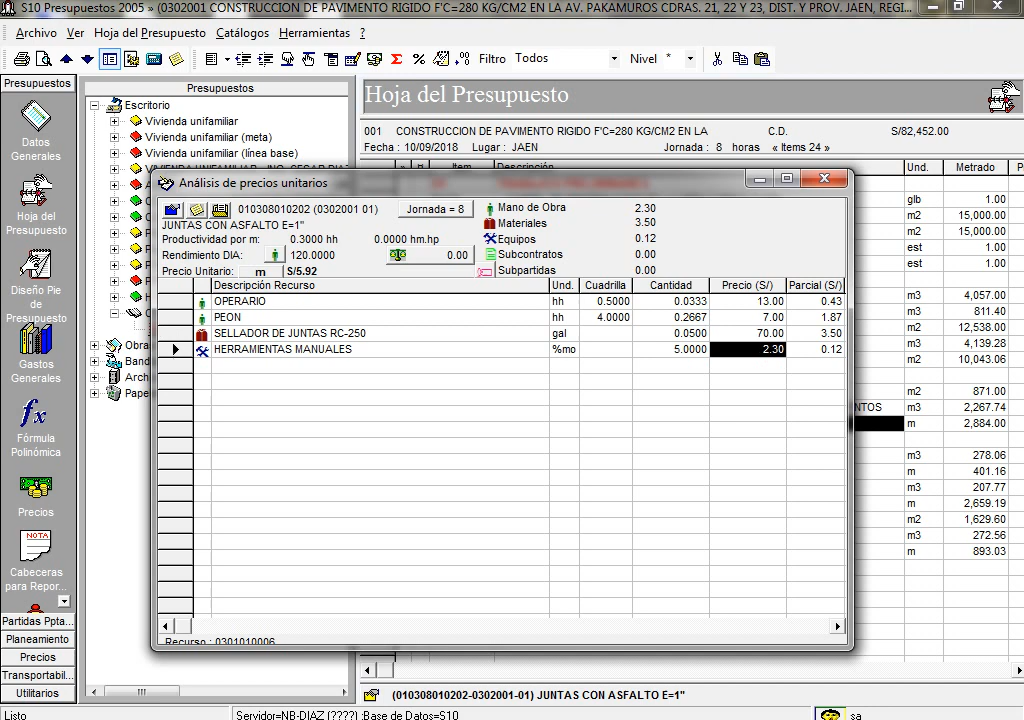 S10 Presupuestos 2005 » (0302001 CONSTRUCCION DE PAVIMENTO RIGIDO F'C=280 KG/CM2 EN LA AV. PAKAMUROS CDRAS. 21, 22 Y 23, DIST. Y PROV. JAEN, REGI...
Archivo Ver Hoja del Presupuesto Catálogos Herramientas ?
Filtro Todos Nivel *
Presupuestos
Datos Generales
Hoja del Presupuesto
Diseño Pie de Presupuesto
Gastos Generales
fx
Fórmula Polinómica
Precios
NOTA
Cabeceras para Repor...
Partidas Ppta...
Planeamiento
Precios
Transportabil...
Utilitarios
Presupuestos
Escritorio
Vivienda unifamiliar
Vivienda unifamiliar (meta)
Vivienda unifamiliar (línea base)
Obra
Band
Archi
Pape
Hoja del Presupuesto
001 CONSTRUCCION DE PAVIMENTO RIGIDO F'C=280 KG/CM2 EN LA C.D. S/82,452.00
Fecha : 10/09/2018 Lugar : JAEN Jornada : 8 horas « Items 24 »
Item Descripción Und. Metrado P
glb 1.00
m2 15,000.00
m2 15,000.00
est 1.00
est 1.00
m3 4,057.00
m3 811.40
m2 12,538.00
m3 4,139.28
m2 10,043.06
m2 871.00
NTOS m3 2,267.74
m 2,884.00
m3 278.06
m 401.16
m3 207.77
m 2,659.19
m2 1,629.60
m3 272.56
m 893.03
Análisis de precios unitarios
010308010202 (0302001 01) Jornada = 8
JUNTAS CON ASFALTO E=1"
Productividad por m: 0.3000 hh 0.0000 hm.hp
Rendimiento DIA: 120.0000 0.00
Precio Unitario: m S/5.92
Mano de Obra 2.30
Materiales 3.50
Equipos 0.12
Subcontratos 0.00
Subpartidas 0.00
Descripción Recurso Und. Cuadrilla Cantidad Precio (S/) Parcial (S/)
OPERARIO hh 0.5000 0.0333 13.00 0.43
PEON hh 4.0000 0.2667 7.00 1.87
SELLADOR DE JUNTAS RC-250 gal 0.0500 70.00 3.50
HERRAMIENTAS MANUALES %mo 5.0000 2.30 0.12
Recurso : 0301010006
(010308010202-0302001-01) JUNTAS CON ASFALTO E=1"
Listo Servidor=NB-DIAZ (????) ;Base de Datos=S10 sa